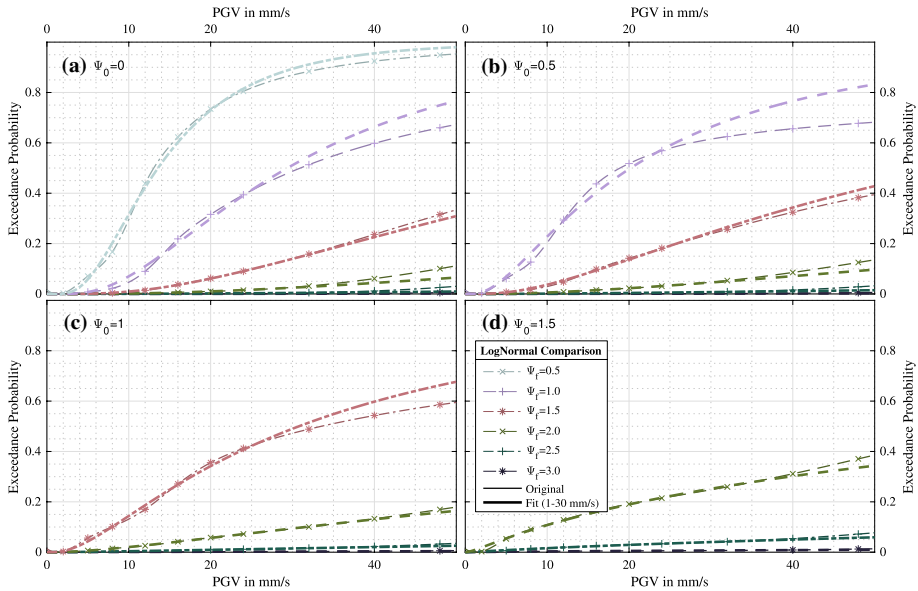 PGV in mm/s
0 20 40
PGV in mm/s
0 10 20 30 40
Exceedance Probability
0.8
0.6
0.4
0.2
0
(a) Ψ0=0
(b) Ψ0=0.5
0.8
0.6
0.4
0.2
0
Exceedance Probability
Exceedance Probability
0.8
0.6
0.4
0.2
0
(c) Ψ0=1
(d) Ψ0=1.5
LogNormal Comparison
Ψf=0.5
Ψf=1.0
Ψf=1.5
Ψf=2.0
Ψf=2.5
Ψf=3.0
Original
Fit (1-30 mm/s)
0.8
0.6
0.4
0.2
0
Exceedance Probability
0 20 40
PGV in mm/s
0 10 20 30 40
PGV in mm/s